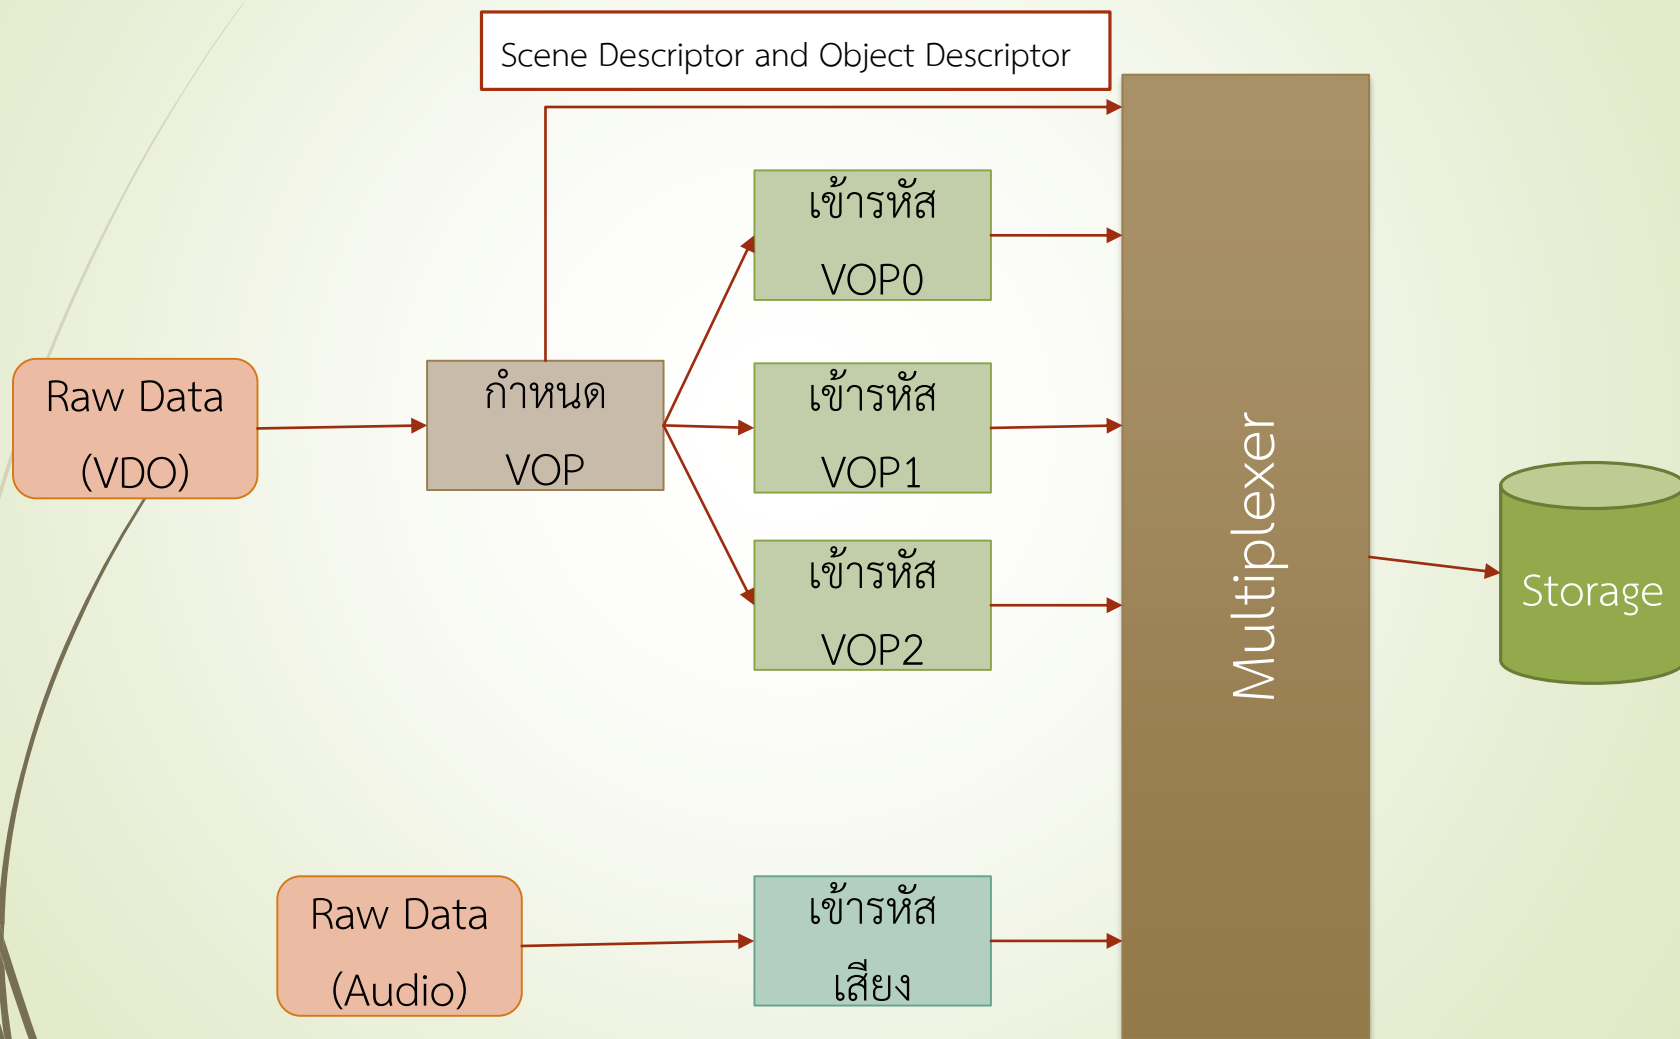 Scene Descriptor and Object Descriptor
เข้ารหัส
VOP0
Raw Data
(VDO)
กำหนด
VOP
เข้ารหัส
VOP1
เข้ารหัส
VOP2
Multiplexer
Storage
Raw Data
(Audio)
เข้ารหัส
เสียง